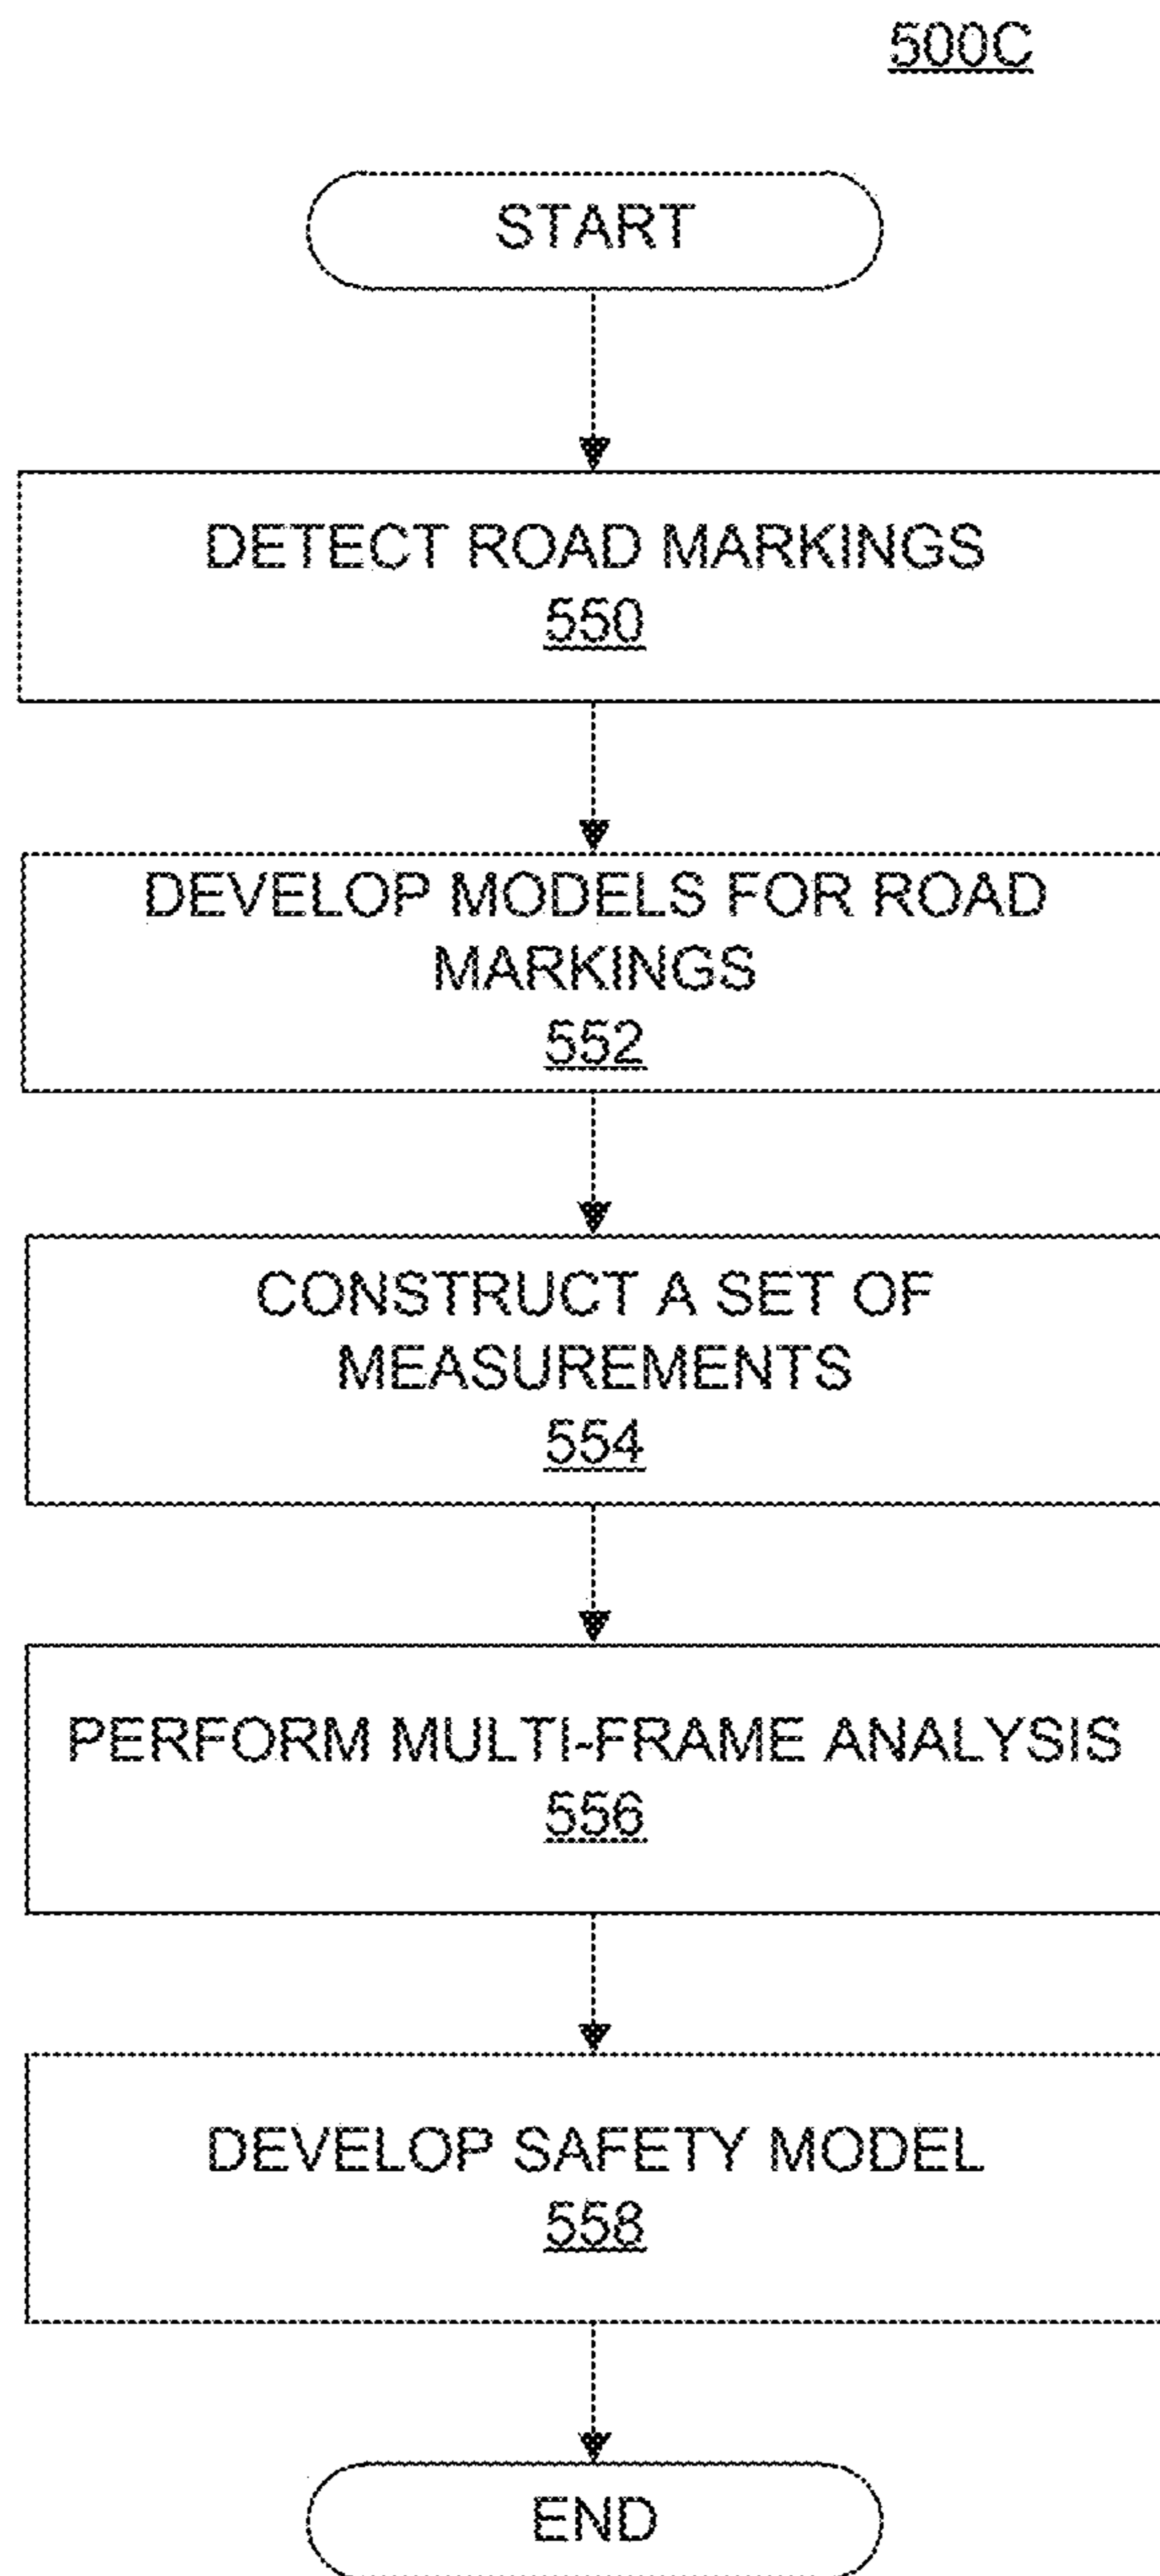 500C
START
DETECT ROAD MARKINGS
550
DEVELOP MODELS FOR ROAD
MARKINGS
552
CONSTRUCT A SET OF
MEASUREMENTS
554
PERFORM MULTI-FRAME ANALYSIS
556
DEVELOP SAFETY MODEL
558
END